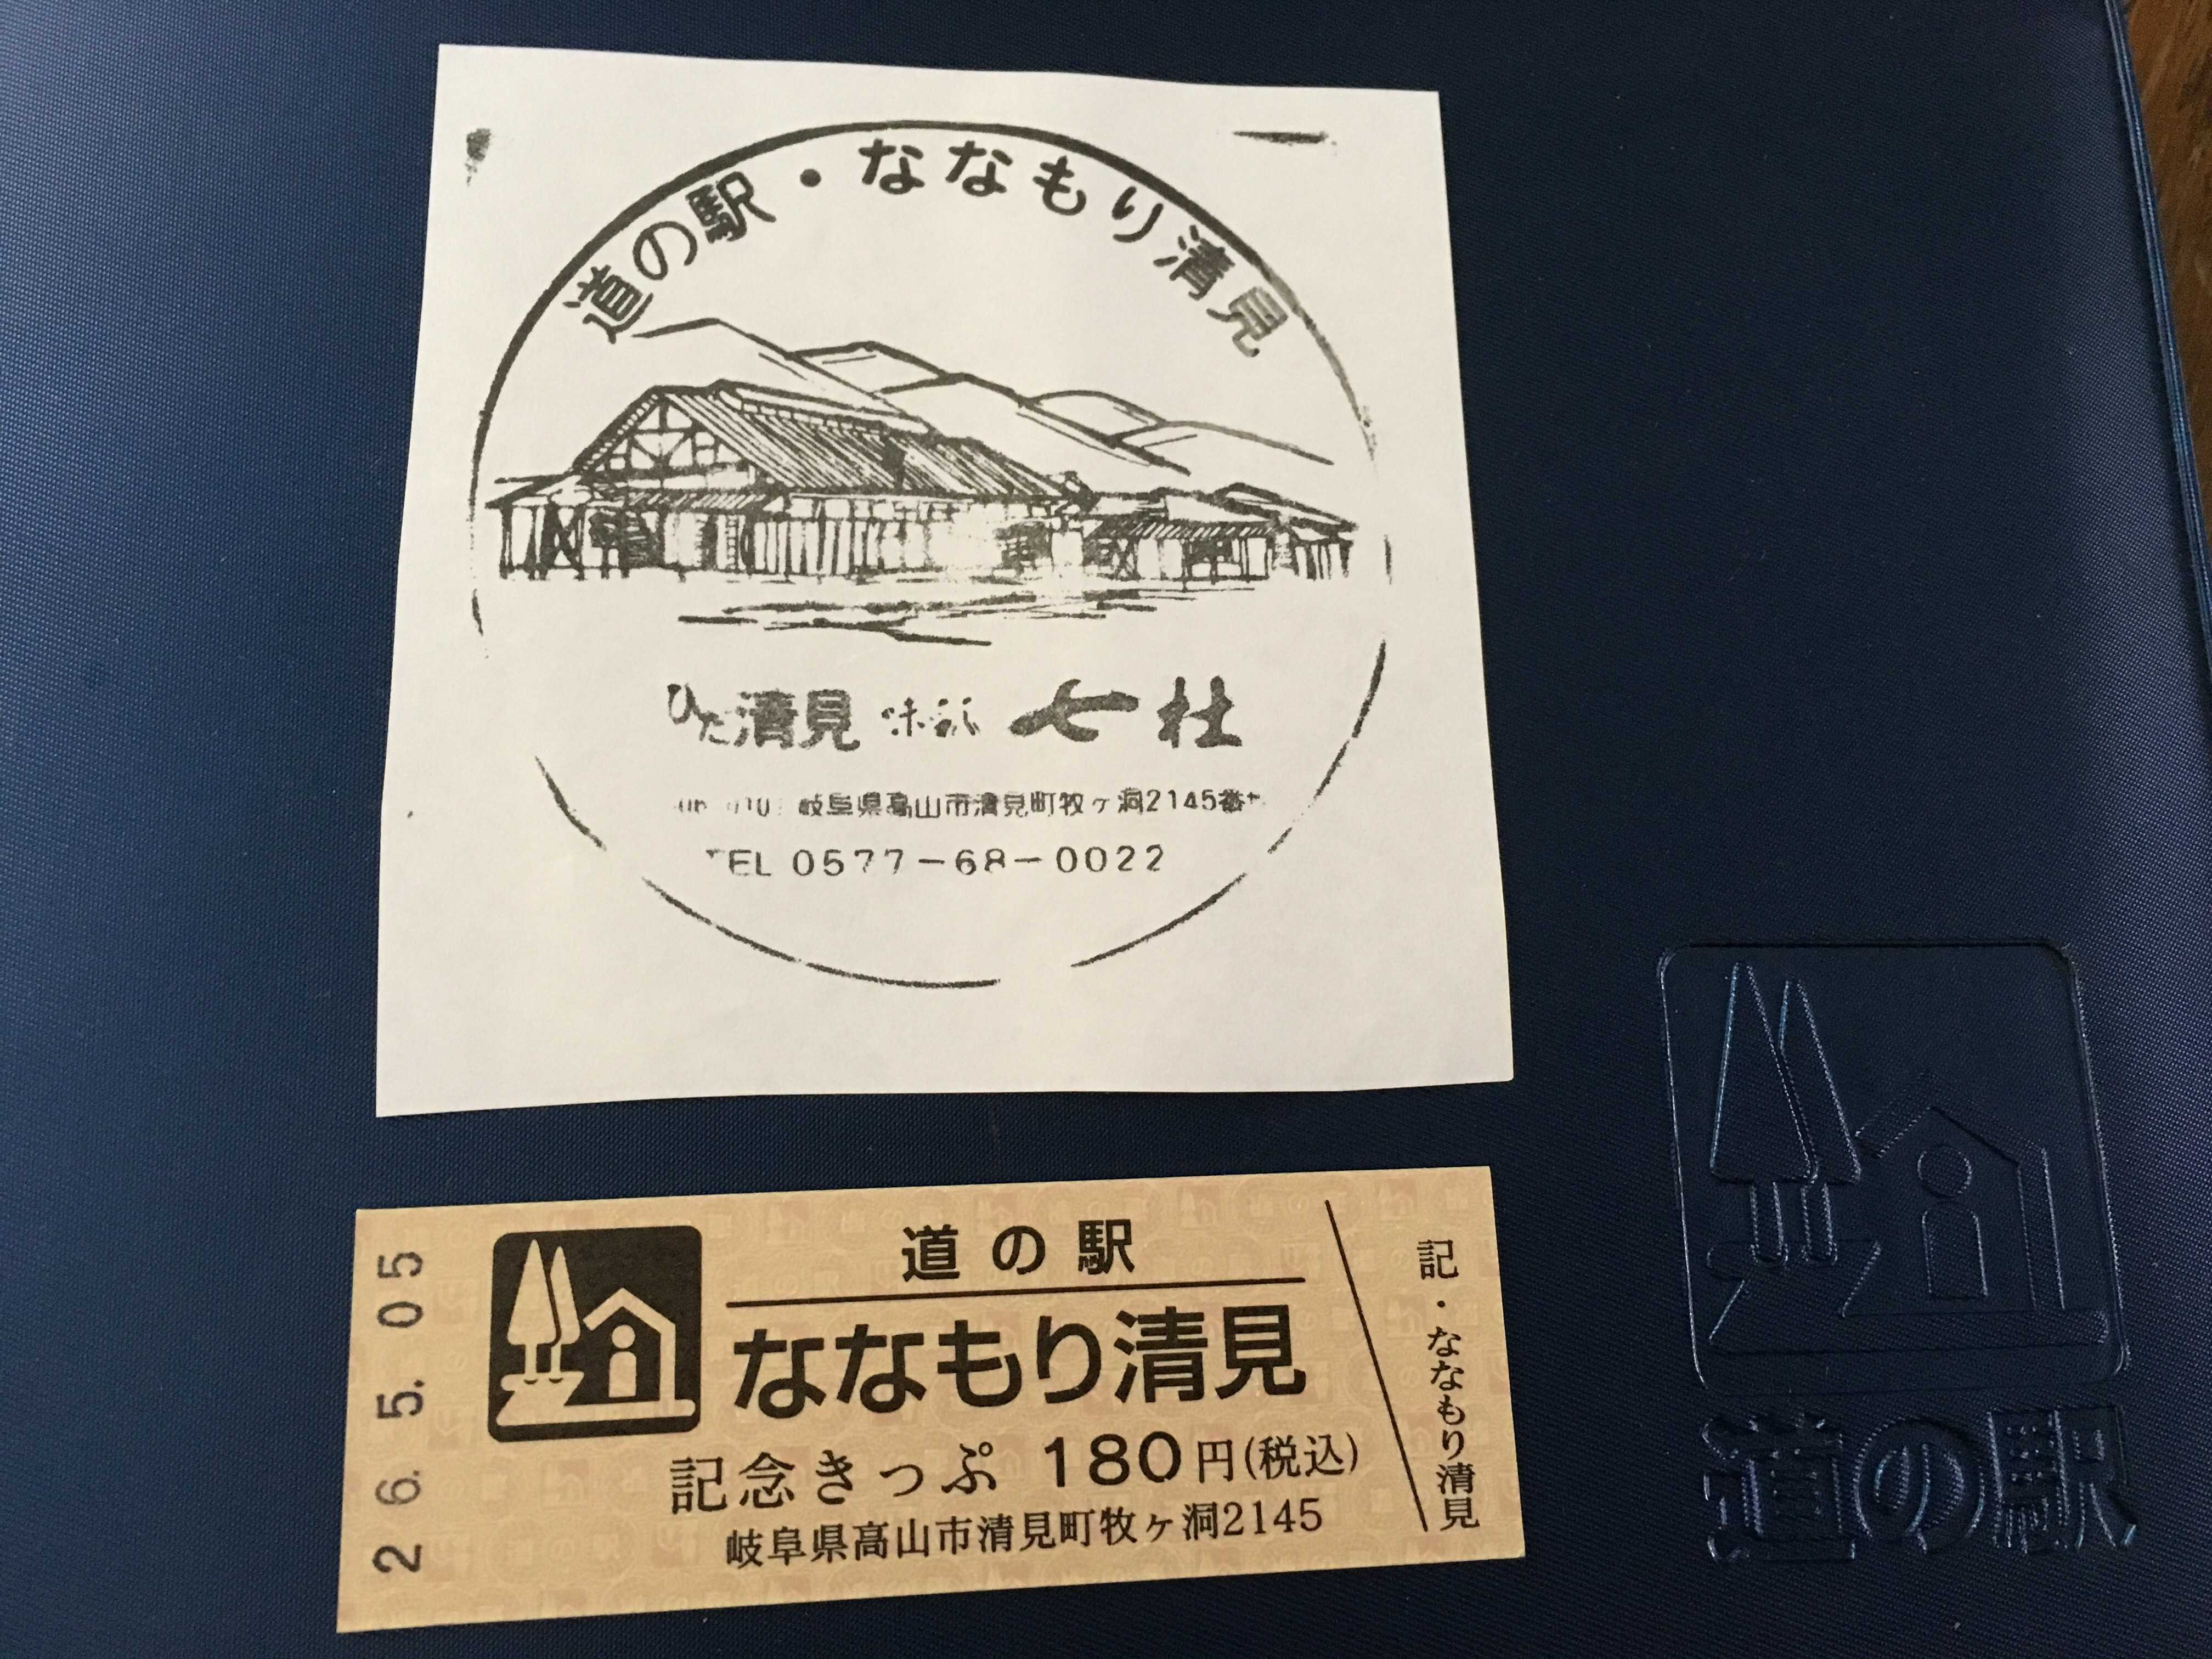 道の駅・ななもり清見
ひだ清見 味彩 七杜
岐阜県高山市清見町牧ヶ洞2145番
TEL 0577-68-0022
26.5.05
道の駅
ななもり清見
記念きっぷ 180円(税込)
岐阜県高山市清見町牧ヶ洞2145
記・ななもり清見
道の駅